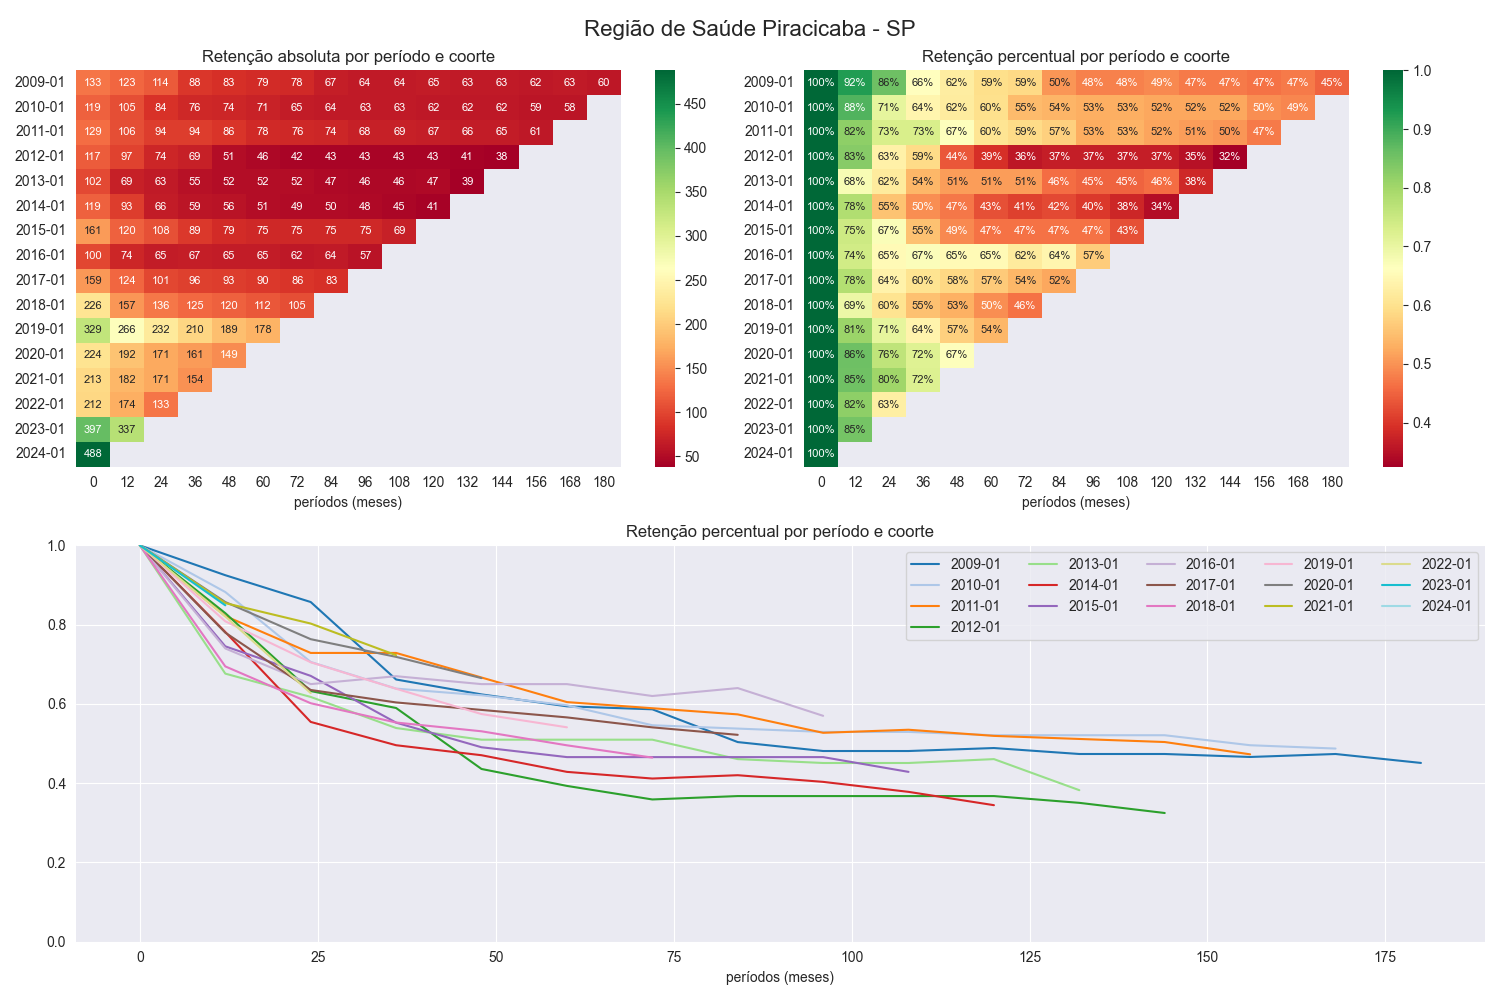 Região de Saúde Piracicaba - SP
Retenção absoluta por período e coorte
2009-01 133 123 114 88 83 79 78 67 64 64 65 63 63 62 63 60
2010-01 119 105 84 76 74 71 65 64 63 63 62 62 62 59 58
2011-01 129 106 94 94 86 78 76 74 68 69 67 66 65 61
2012-01 117 97 74 69 51 46 42 43 43 43 43 41 38
2013-01 102 69 63 55 52 52 52 47 46 46 47 39
2014-01 119 93 66 59 56 51 49 50 48 45 41
2015-01 161 120 108 89 79 75 75 75 75 69
2016-01 100 74 65 67 65 65 62 64 57
2017-01 159 124 101 96 93 90 86 83
2018-01 226 157 136 125 120 112 105
2019-01 329 266 232 210 189 178
2020-01 224 192 171 161 149
2021-01 213 182 171 154
2022-01 212 174 133
2023-01 397 337
2024-01 488
0 12 24 36 48 60 72 84 96 108 120 132 144 156 168 180
períodos (meses)
450
400
350
300
250
200
150
100
50
Retenção percentual por período e coorte
2009-01 100% 92% 86% 66% 62% 59% 59% 50% 48% 48% 49% 47% 47% 47% 47% 45%
2010-01 100% 88% 71% 64% 62% 60% 55% 54% 53% 53% 52% 52% 52% 50% 49%
2011-01 100% 82% 73% 73% 67% 60% 59% 57% 53% 53% 52% 51% 50% 47%
2012-01 100% 83% 63% 59% 44% 39% 36% 37% 37% 37% 37% 35% 32%
2013-01 100% 68% 62% 54% 51% 51% 51% 46% 45% 45% 46% 38%
2014-01 100% 78% 55% 50% 47% 43% 41% 42% 40% 38% 34%
2015-01 100% 75% 67% 55% 49% 47% 47% 47% 47% 43%
2016-01 100% 74% 65% 67% 65% 65% 62% 64% 57%
2017-01 100% 78% 64% 60% 58% 57% 54% 52%
2018-01 100% 69% 60% 55% 53% 50% 46%
2019-01 100% 81% 71% 64% 57% 54%
2020-01 100% 86% 76% 72% 67%
2021-01 100% 85% 80% 72%
2022-01 100% 82% 63%
2023-01 100% 85%
2024-01 100%
0 12 24 36 48 60 72 84 96 108 120 132 144 156 168 180
períodos (meses)
1.0
0.9
0.8
0.7
0.6
0.5
0.4
Retenção percentual por período e coorte
1.0
0.8
0.6
0.4
0.2
0.0
2009-01 2013-01 2016-01 2019-01 2022-01
2010-01 2014-01 2017-01 2020-01 2023-01
2011-01 2015-01 2018-01 2021-01 2024-01
2012-01
0 25 50 75 100 125 150 175
períodos (meses)